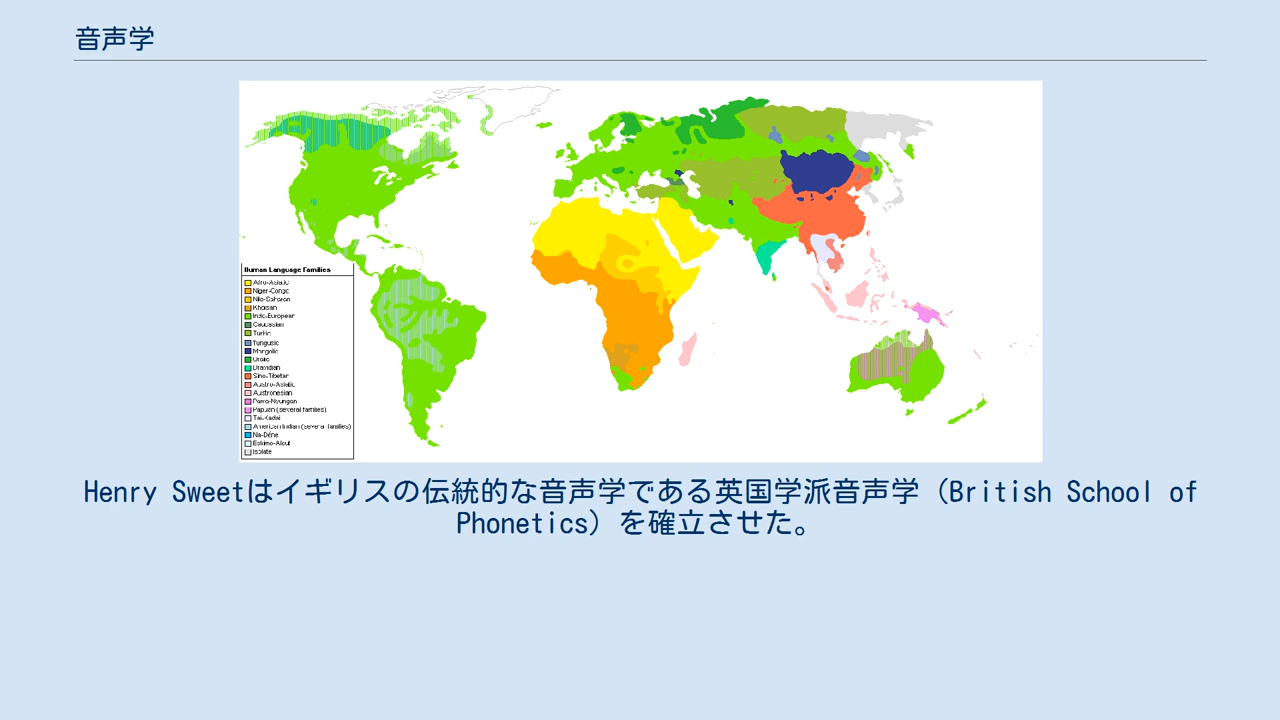 音声学
Human Language Families
Afro-Asiatic
Niger-Congo
Nilo-Saharan
Khoisan
Indo-European
Caucasian
Turkic
Tungusic
Mongolic
Uralic
Dravidian
Sino-Tibetan
Austro-Asiatic
Austronesian
Pama-Nyungan
Papuan (several families)
Tai-Kadai
American Indian (several families)
Na-Dene
Eskimo-Aleut
Isolate
Henry Sweetはイギリスの伝統的な音声学である英国学派音声学（British School of
Phonetics）を確立させた。